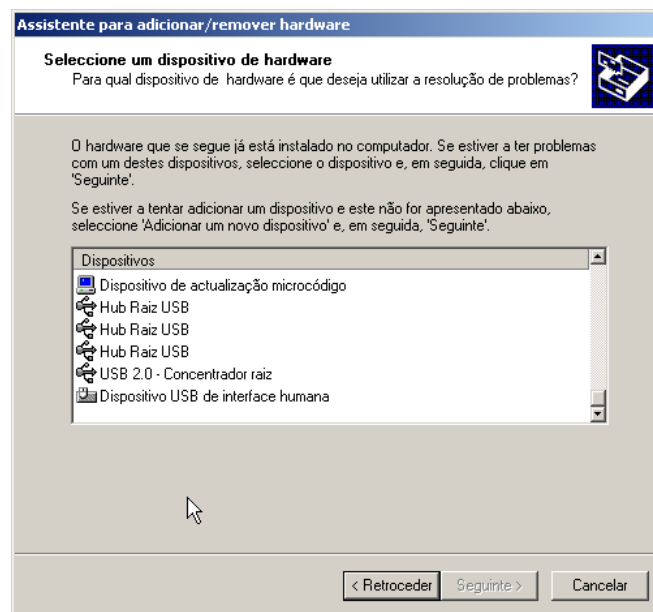 Assistente para adicionar/remover hardware
Seleccione um dispositivo de hardware
Para qual dispositivo de hardware é que deseja utilizar a resolução de problemas?
O hardware que se segue já está instalado no computador. Se estiver a ter problemas
com um destes dispositivos, seleccione o dispositivo e, em seguida, clique em
'Seguinte'.
Se estiver a tentar adicionar um dispositivo e este não for apresentado abaixo,
seleccione 'Adicionar um novo dispositivo' e, em seguida, 'Seguinte'.
Dispositivos
Dispositivo de actualização microcódigo
Hub Raiz USB
Hub Raiz USB
Hub Raiz USB
USB 2.0 - Concentrador raiz
Dispositivo USB de interface humana
< Retroceder Seguinte > Cancelar